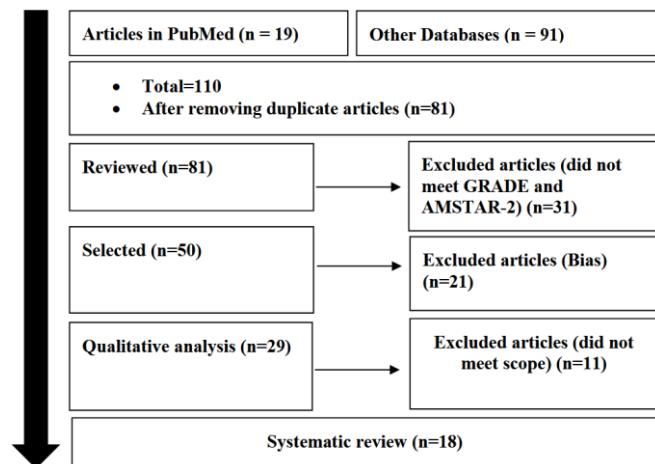 Articles in PubMed (n = 19)
Other Databases (n = 91)
• Total=110
• After removing duplicate articles (n=81)
Reviewed (n=81)
Excluded articles (did not
meet GRADE and
AMSTAR-2) (n=31)
Selected (n=50)
Excluded articles (Bias)
(n=21)
Qualitative analysis (n=29)
Excluded articles (did not
meet scope) (n=11)
Systematic review (n=18)